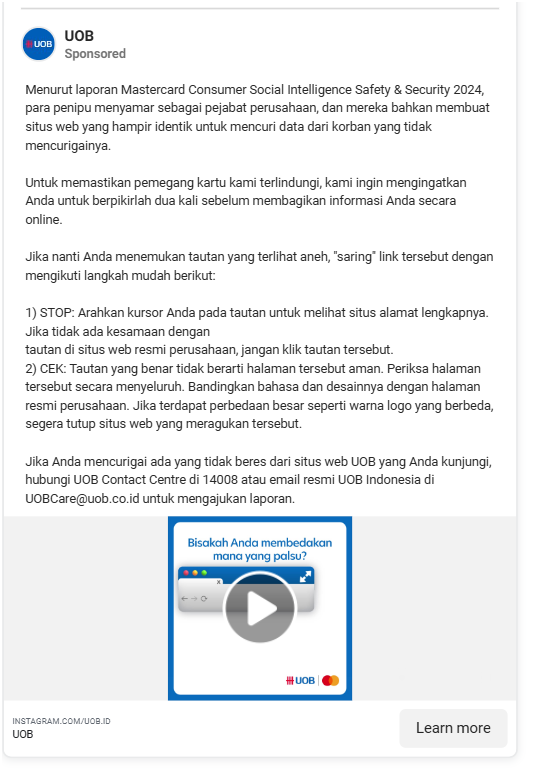 UOB
UOB
Sponsored
Menurut laporan Mastercard Consumer Social Intelligence Safety & Security 2024,
para penipu menyamar sebagai pejabat perusahaan, dan mereka bahkan membuat
situs web yang hampir identik untuk mencuri data dari korban yang tidak
mencurigainya.
Untuk memastikan pemegang kartu kami terlindungi, kami ingin mengingatkan
Anda untuk berpikirlah dua kali sebelum membagikan informasi Anda secara
online.
Jika nanti Anda menemukan tautan yang terlihat aneh, "saring" link tersebut dengan
mengikuti langkah mudah berikut:
1) STOP: Arahkan kursor Anda pada tautan untuk melihat situs alamat lengkapnya.
Jika tidak ada kesamaan dengan
tautan di situs web resmi perusahaan, jangan klik tautan tersebut.
2) CEK: Tautan yang benar tidak berarti halaman tersebut aman. Periksa halaman
tersebut secara menyeluruh. Bandingkan bahasa dan desainnya dengan halaman
resmi perusahaan. Jika terdapat perbedaan besar seperti warna logo yang berbeda,
segera tutup situs web yang meragukan tersebut.
Jika Anda mencurigai ada yang tidak beres dari situs web UOB yang Anda kunjungi,
hubungi UOB Contact Centre di 14008 atau email resmi UOB Indonesia di
UOBCare@uob.co.id untuk mengajukan laporan.
Bisakah Anda membedakan
mana yang palsu?
x
UOB
INSTAGRAM.COM/UOB.ID
UOB
Learn more